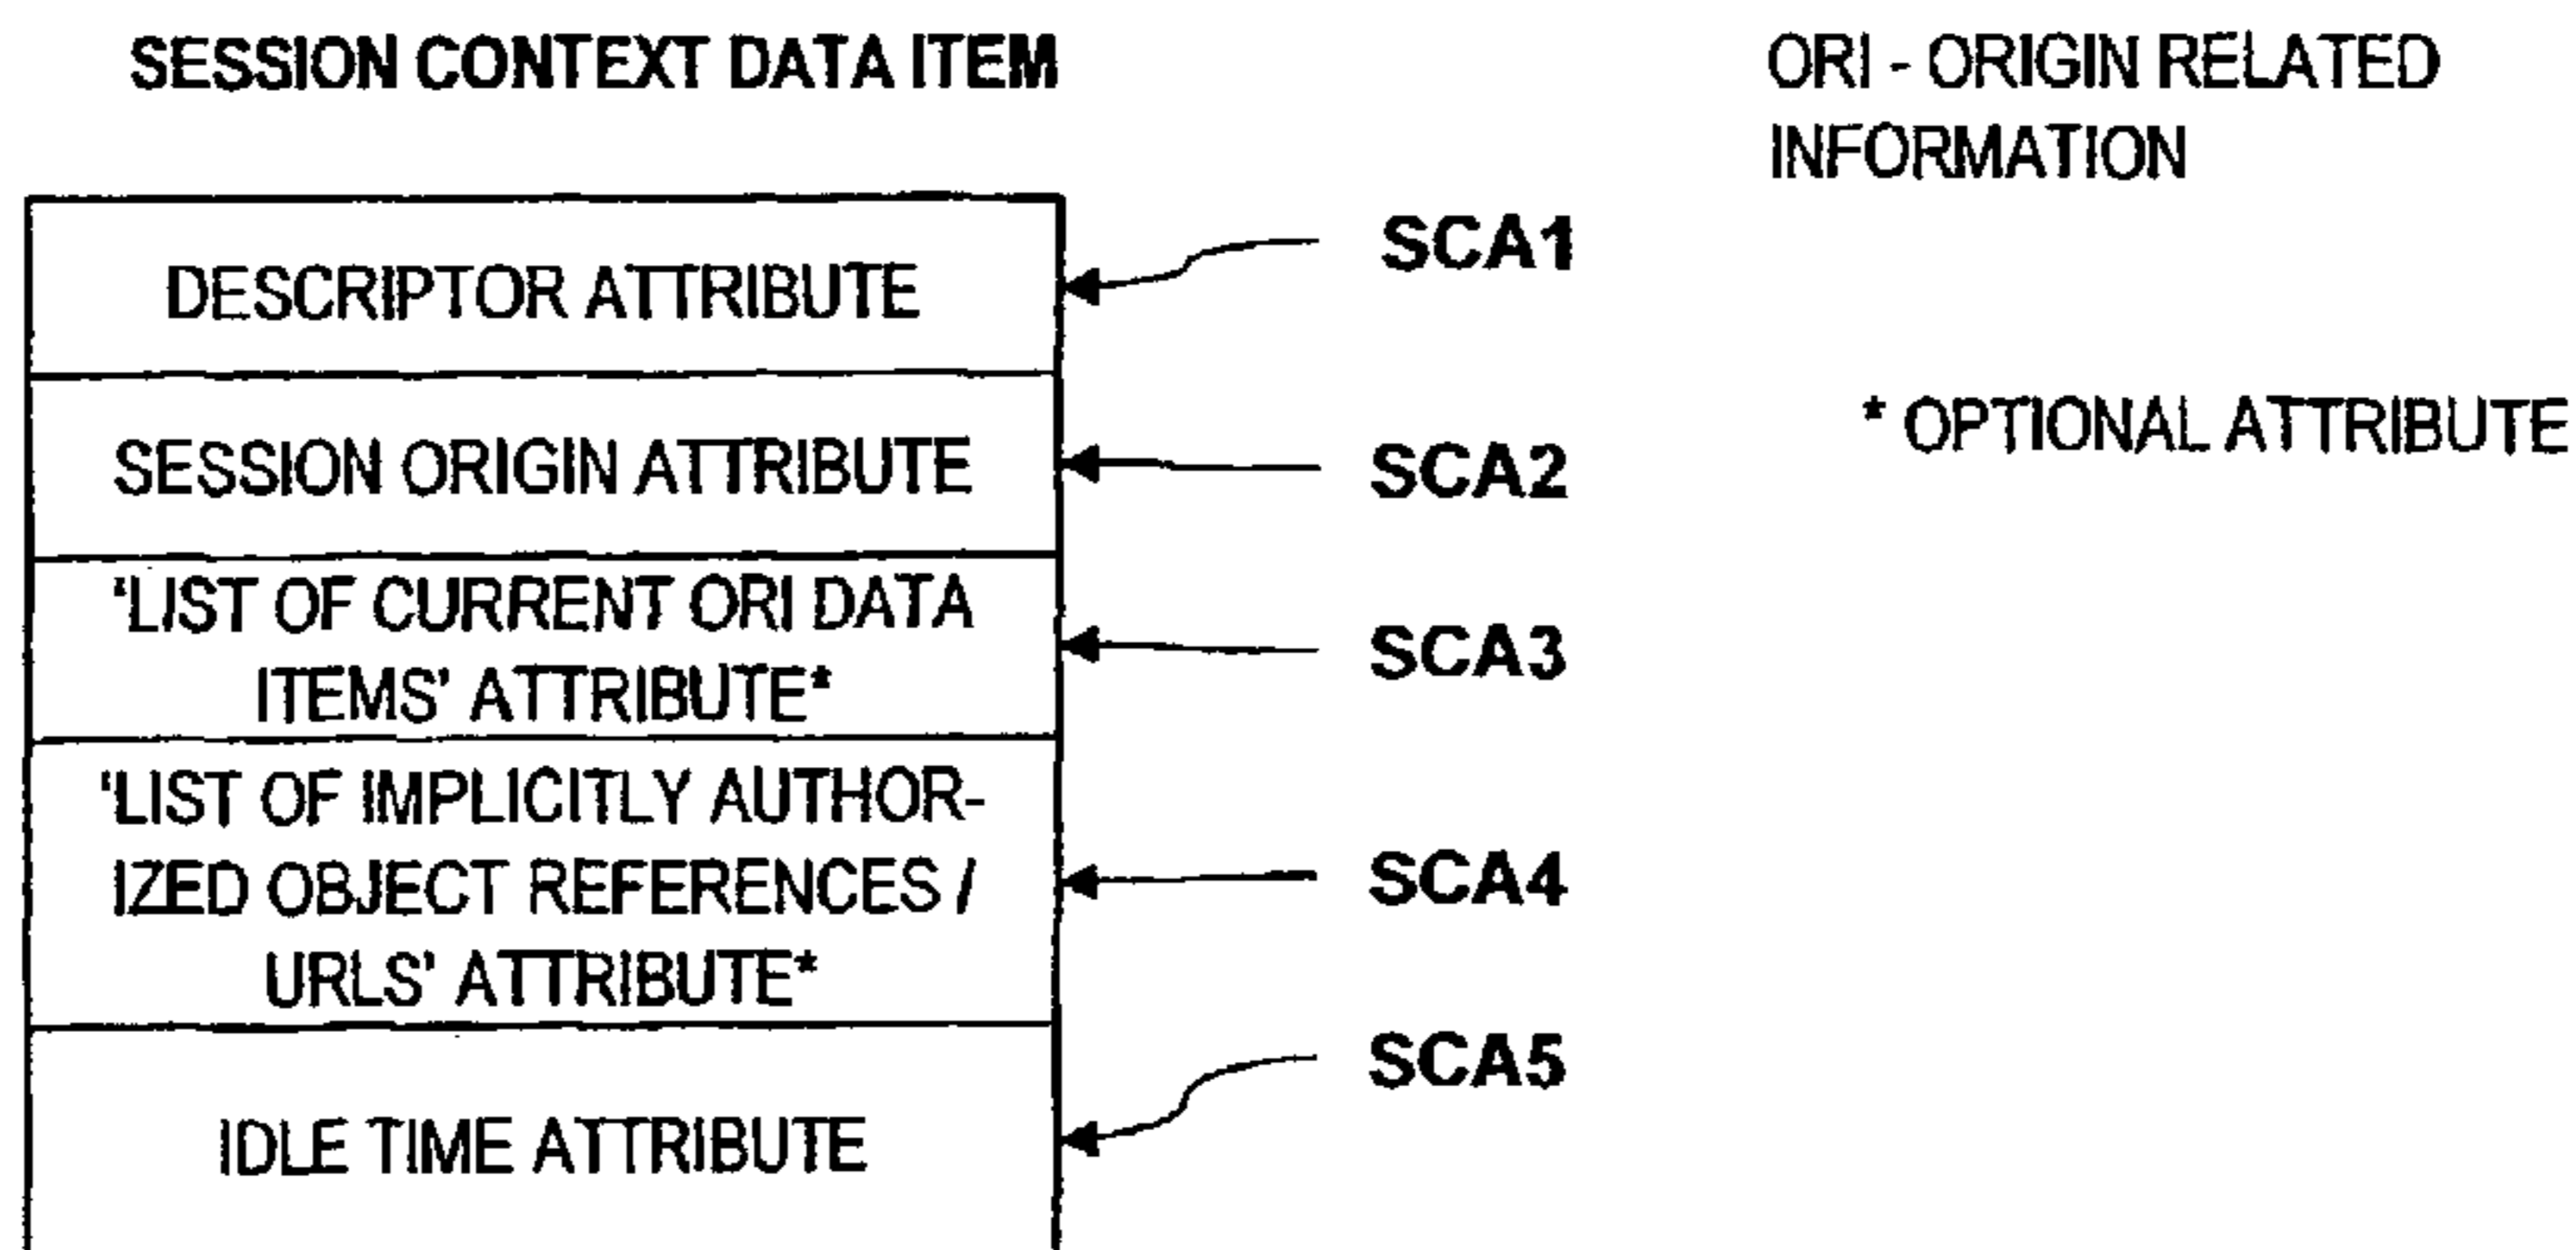 SESSION CONTEXT DATA ITEM
ORI - ORIGIN RELATED
INFORMATION
DESCRIPTOR ATTRIBUTE
SCA1
* OPTIONAL ATTRIBUTE
SESSION ORIGIN ATTRIBUTE
SCA2
'LIST OF CURRENT ORI DATA
ITEMS' ATTRIBUTE*
SCA3
'LIST OF IMPLICITLY AUTHOR-
IZED OBJECT REFERENCES /
URLS' ATTRIBUTE*
SCA4
IDLE TIME ATTRIBUTE
SCA5